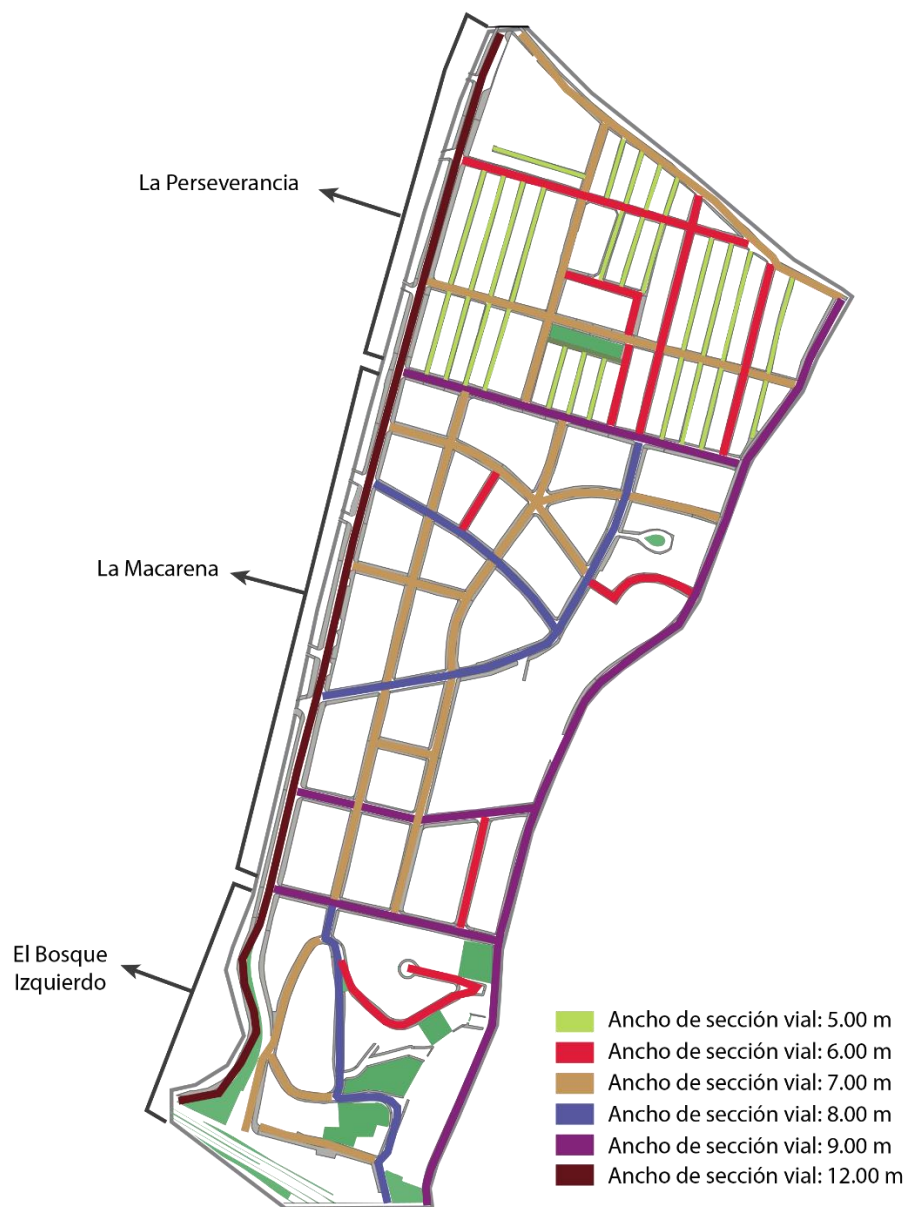 La Perseverancia
La Macarena
El Bosque
Izquierdo
Ancho de sección vial: 5.00 m
Ancho de sección vial: 6.00 m
Ancho de sección vial: 7.00 m
Ancho de sección vial: 8.00 m
Ancho de sección vial: 9.00 m
Ancho de sección vial: 12.00 m